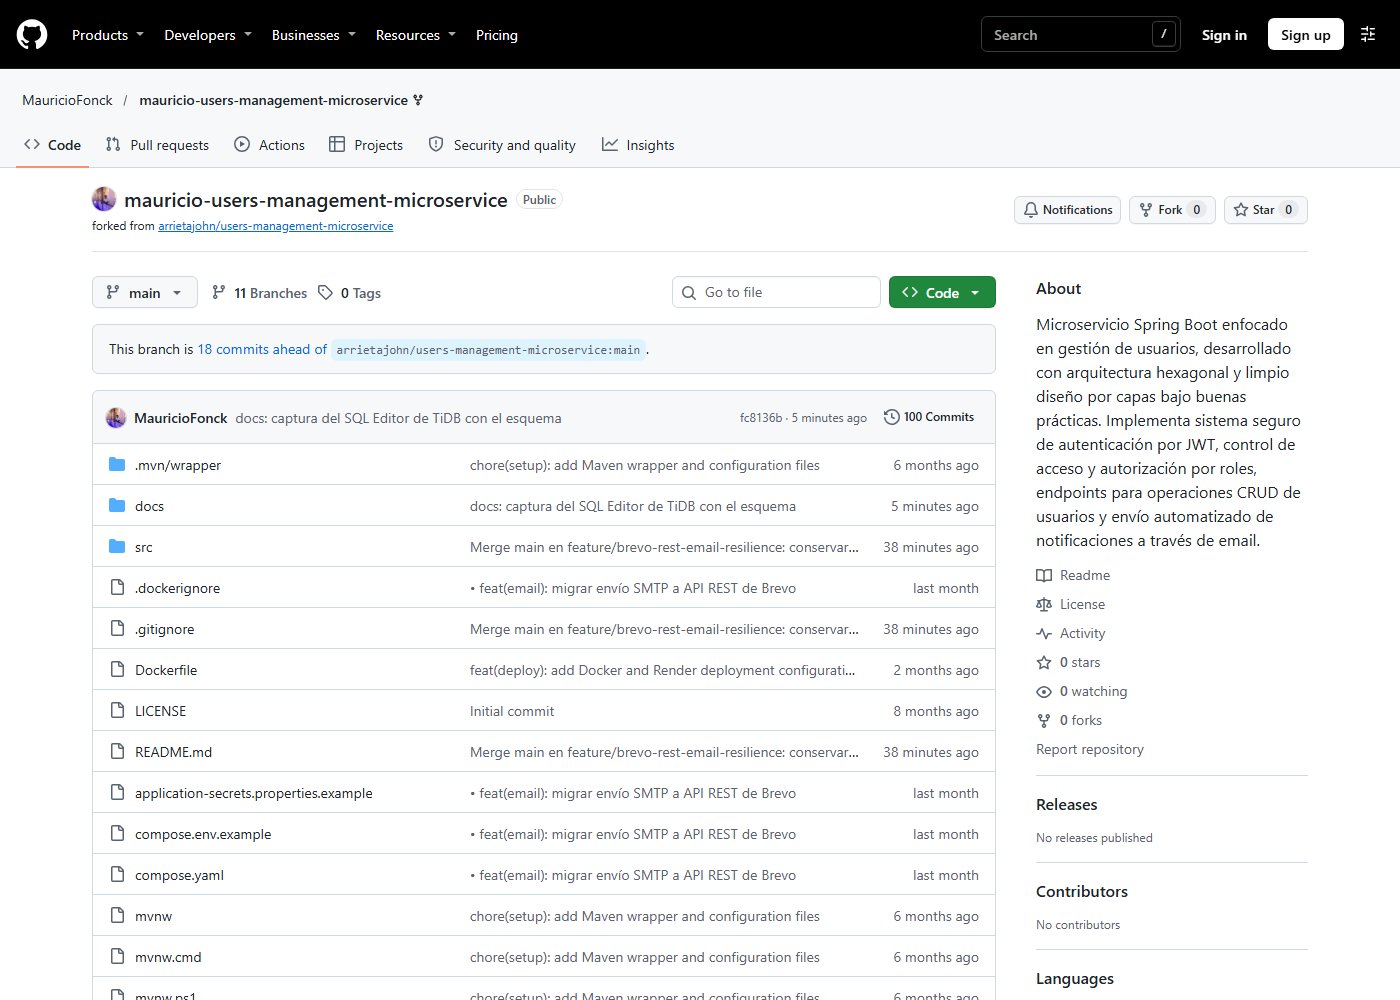 Products Developers Businesses Resources Pricing Search / Sign in Sign up
MauricioFonck / mauricio-users-management-microservice
Code Pull requests Actions Projects Security and quality Insights
mauricio-users-management-microservice Public
forked from arrietajohn/users-management-microservice
Notifications Fork 0 Star 0
main 11 Branches 0 Tags Go to file Code
This branch is 18 commits ahead of arrietajohn/users-management-microservice:main .
MauricioFonck docs: captura del SQL Editor de TiDB con el esquema fc8136b · 5 minutes ago 100 Commits
.mvn/wrapper chore(setup): add Maven wrapper and configuration files 6 months ago
docs docs: captura del SQL Editor de TiDB con el esquema 5 minutes ago
src Merge main en feature/brevo-rest-email-resilience: conservar... 38 minutes ago
.dockerignore • feat(email): migrar envío SMTP a API REST de Brevo last month
.gitignore Merge main en feature/brevo-rest-email-resilience: conservar... 38 minutes ago
Dockerfile feat(deploy): add Docker and Render deployment configurati... 2 months ago
LICENSE Initial commit 8 months ago
README.md Merge main en feature/brevo-rest-email-resilience: conservar... 38 minutes ago
application-secrets.properties.example • feat(email): migrar envío SMTP a API REST de Brevo last month
compose.env.example • feat(email): migrar envío SMTP a API REST de Brevo last month
compose.yaml • feat(email): migrar envío SMTP a API REST de Brevo last month
mvnw chore(setup): add Maven wrapper and configuration files 6 months ago
mvnw.cmd chore(setup): add Maven wrapper and configuration files 6 months ago
mvnw.ps1 chore(setup): add Maven wrapper and configuration files 6 months ago
About
Microservicio Spring Boot enfocado
en gestión de usuarios, desarrollado
con arquitectura hexagonal y limpio
diseño por capas bajo buenas
prácticas. Implementa sistema seguro
de autenticación por JWT, control de
acceso y autorización por roles,
endpoints para operaciones CRUD de
usuarios y envío automatizado de
notificaciones a través de email.
Readme
License
Activity
0 stars
0 watching
0 forks
Report repository
Releases
No releases published
Contributors
No contributors
Languages